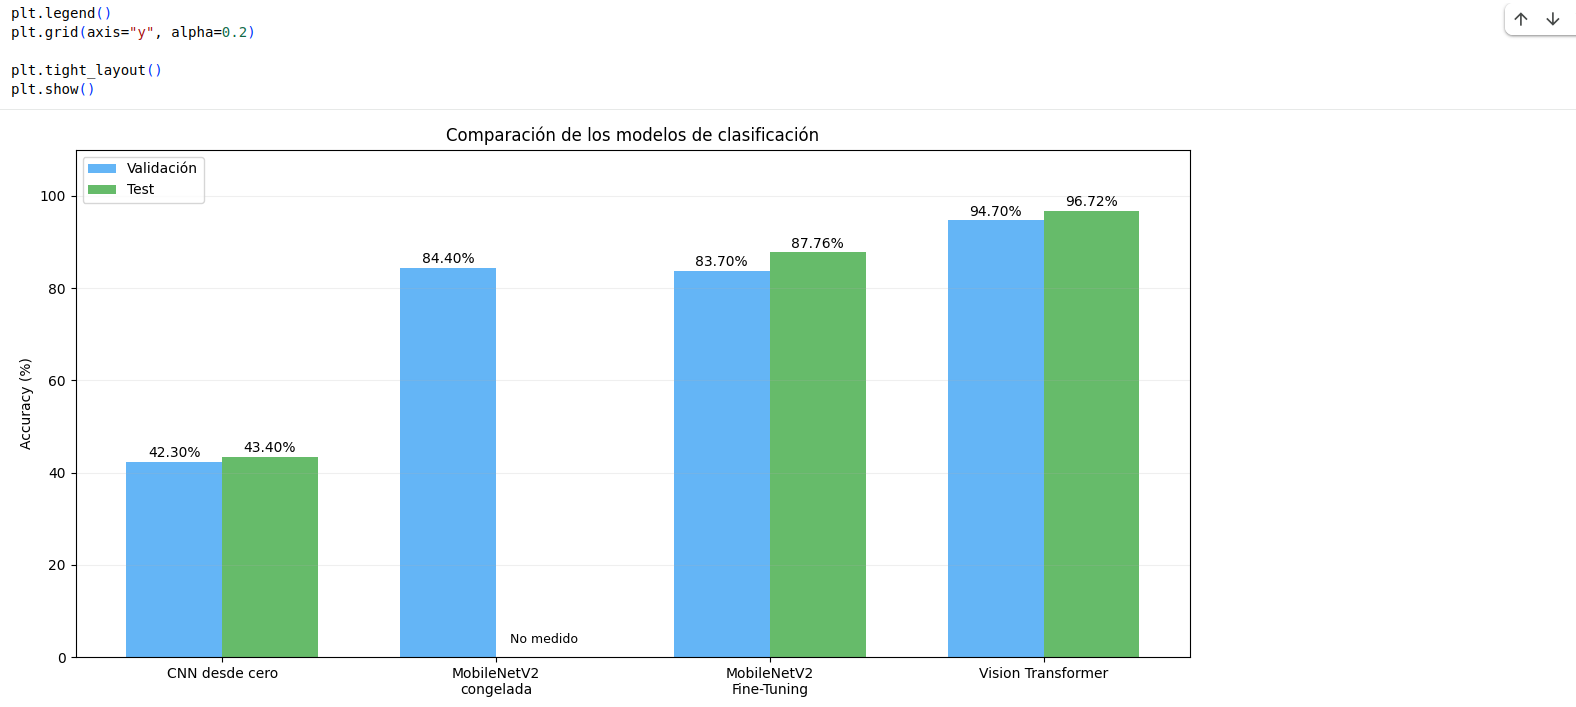 plt.legend()
plt.grid(axis="y", alpha=0.2)
plt.tight_layout()
plt.show()
Comparación de los modelos de clasificación
Validación
Test
Accuracy (%)
100
80
60
40
20
0
42.30%
43.40%
84.40%
No medido
83.70%
87.76%
94.70%
96.72%
CNN desde cero
MobileNetV2
congelada
MobileNetV2
Fine-Tuning
Vision Transformer